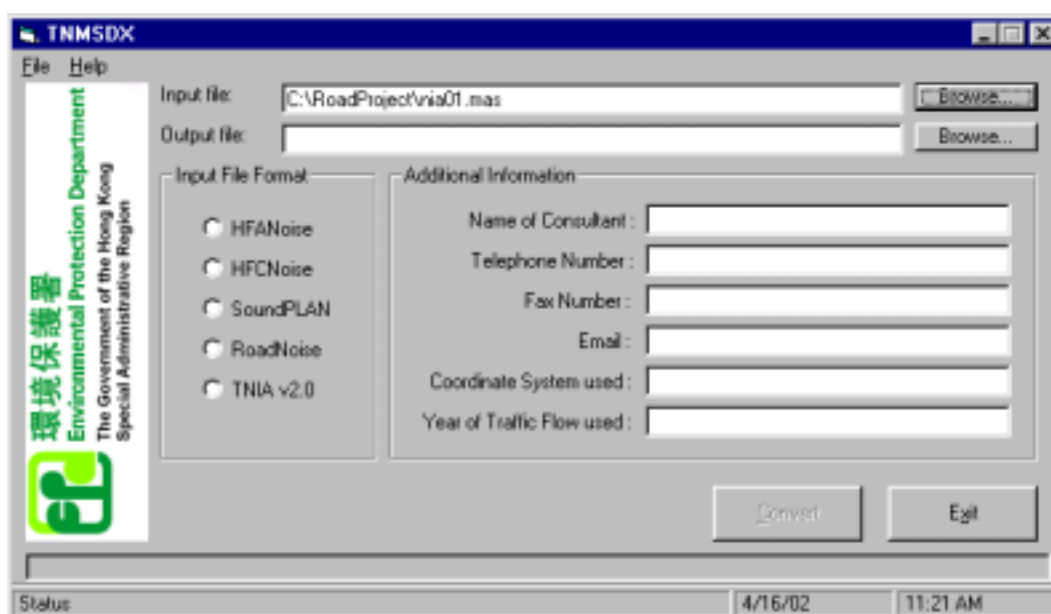 TNMSDX
File Help
Input file: C:\RoadProject\nia01.mas Browse...
Output file: Browse...
Input File Format
HFANoise
HFCNoise
SoundPLAN
RoadNoise
TNIA v2.0
Additional Information
Name of Consultant :
Telephone Number :
Fax Number :
Email :
Coordinate System used :
Year of Traffic Flow used :
環境保護署
Environmental Protection Department
The Government of the Hong Kong
Special Administrative Region
Convert Exit
Status 4/16/02 11:21 AM